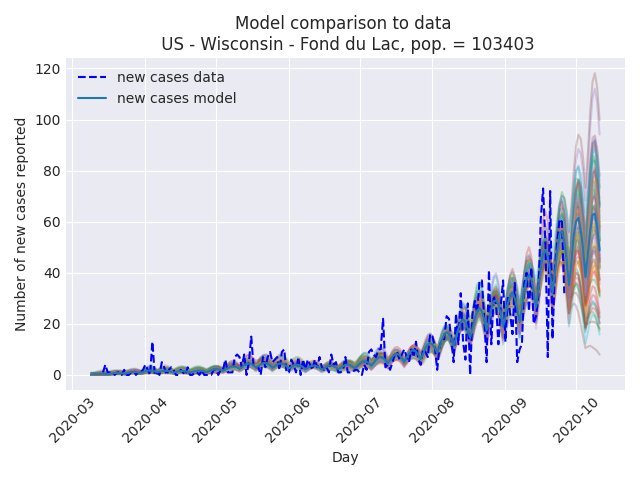 Model comparison to data
US - Wisconsin - Fond du Lac, pop. = 103403
new cases data
new cases model
Number of new cases reported
120
100
80
60
40
20
0
2020-03
2020-04
2020-05
2020-06
2020-07
2020-08
2020-09
2020-10
Day